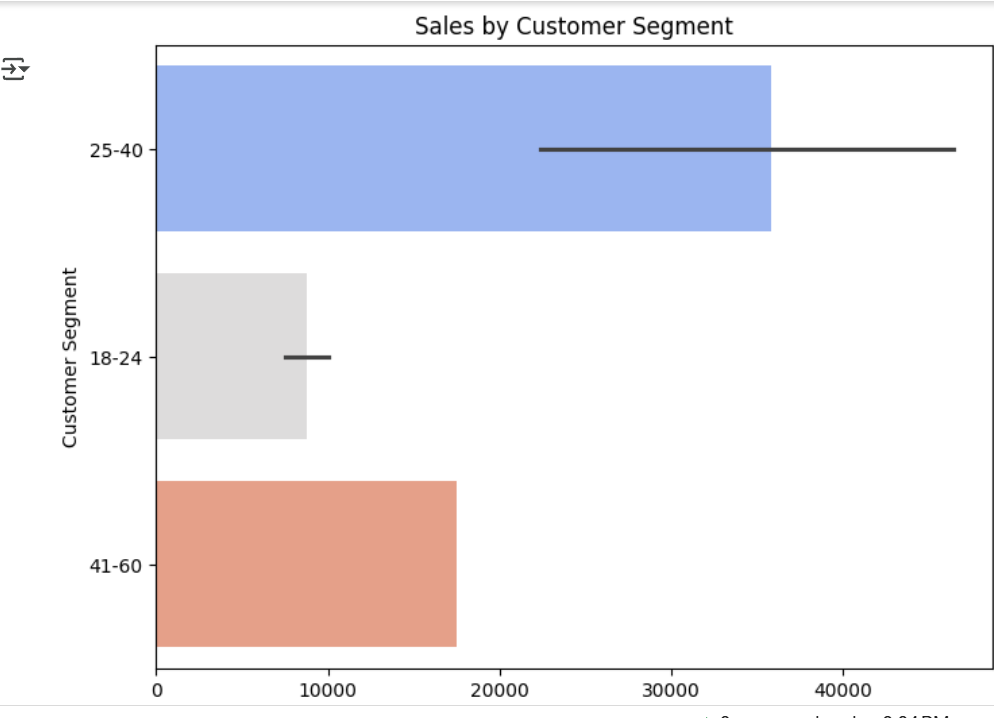 Sales by Customer Segment
Customer Segment
25-40
18-24
41-60
0 10000 20000 30000 40000